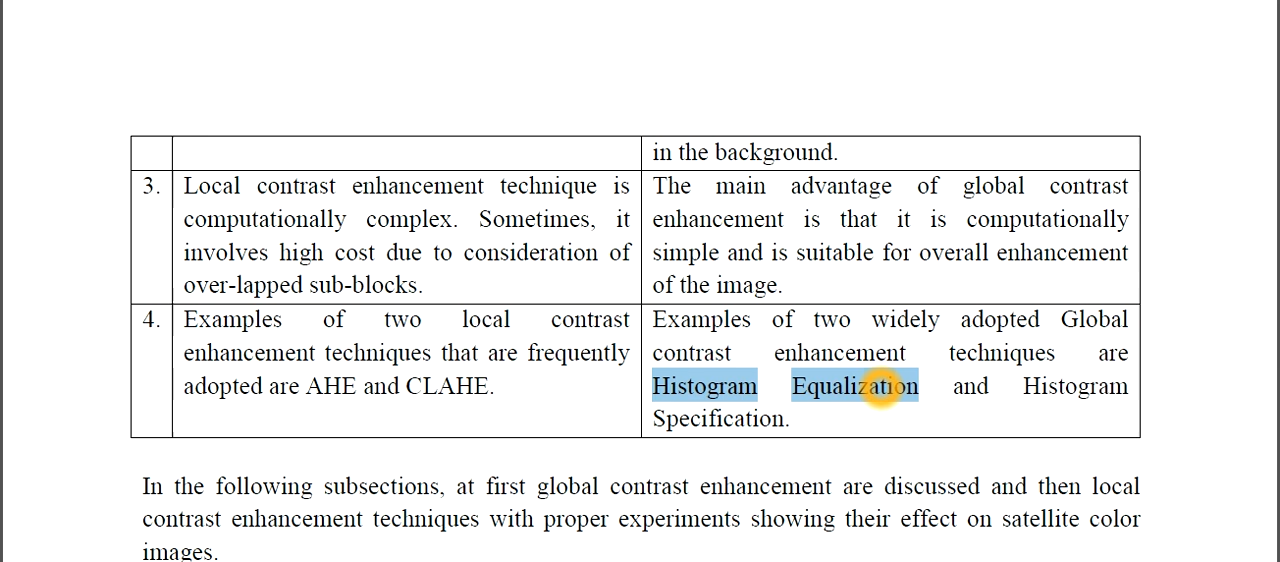 in the background.
3. Local contrast enhancement technique is
computationally complex. Sometimes, it
involves high cost due to consideration of
over-lapped sub-blocks.
The main advantage of global contrast
enhancement is that it is computationally
simple and is suitable for overall enhancement
of the image.
4. Examples of two local contrast
enhancement techniques that are frequently
adopted are AHE and CLAHE.
Examples of two widely adopted Global
contrast enhancement techniques are
Histogram Equalization and Histogram
Specification.
In the following subsections, at first global contrast enhancement are discussed and then local
contrast enhancement techniques with proper experiments showing their effect on satellite color
images.